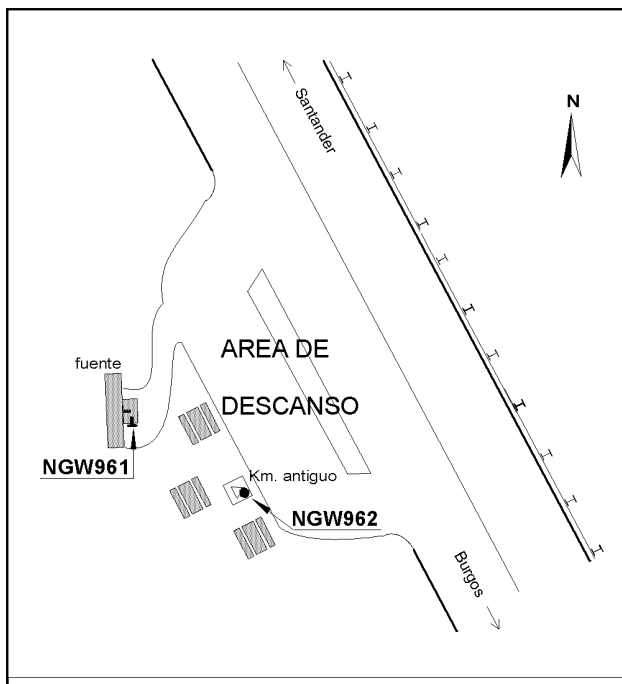 Santander
N
AREA DE
fuente
DESCANSO
NGW961
Km. antiguo
NGW962
Burgos